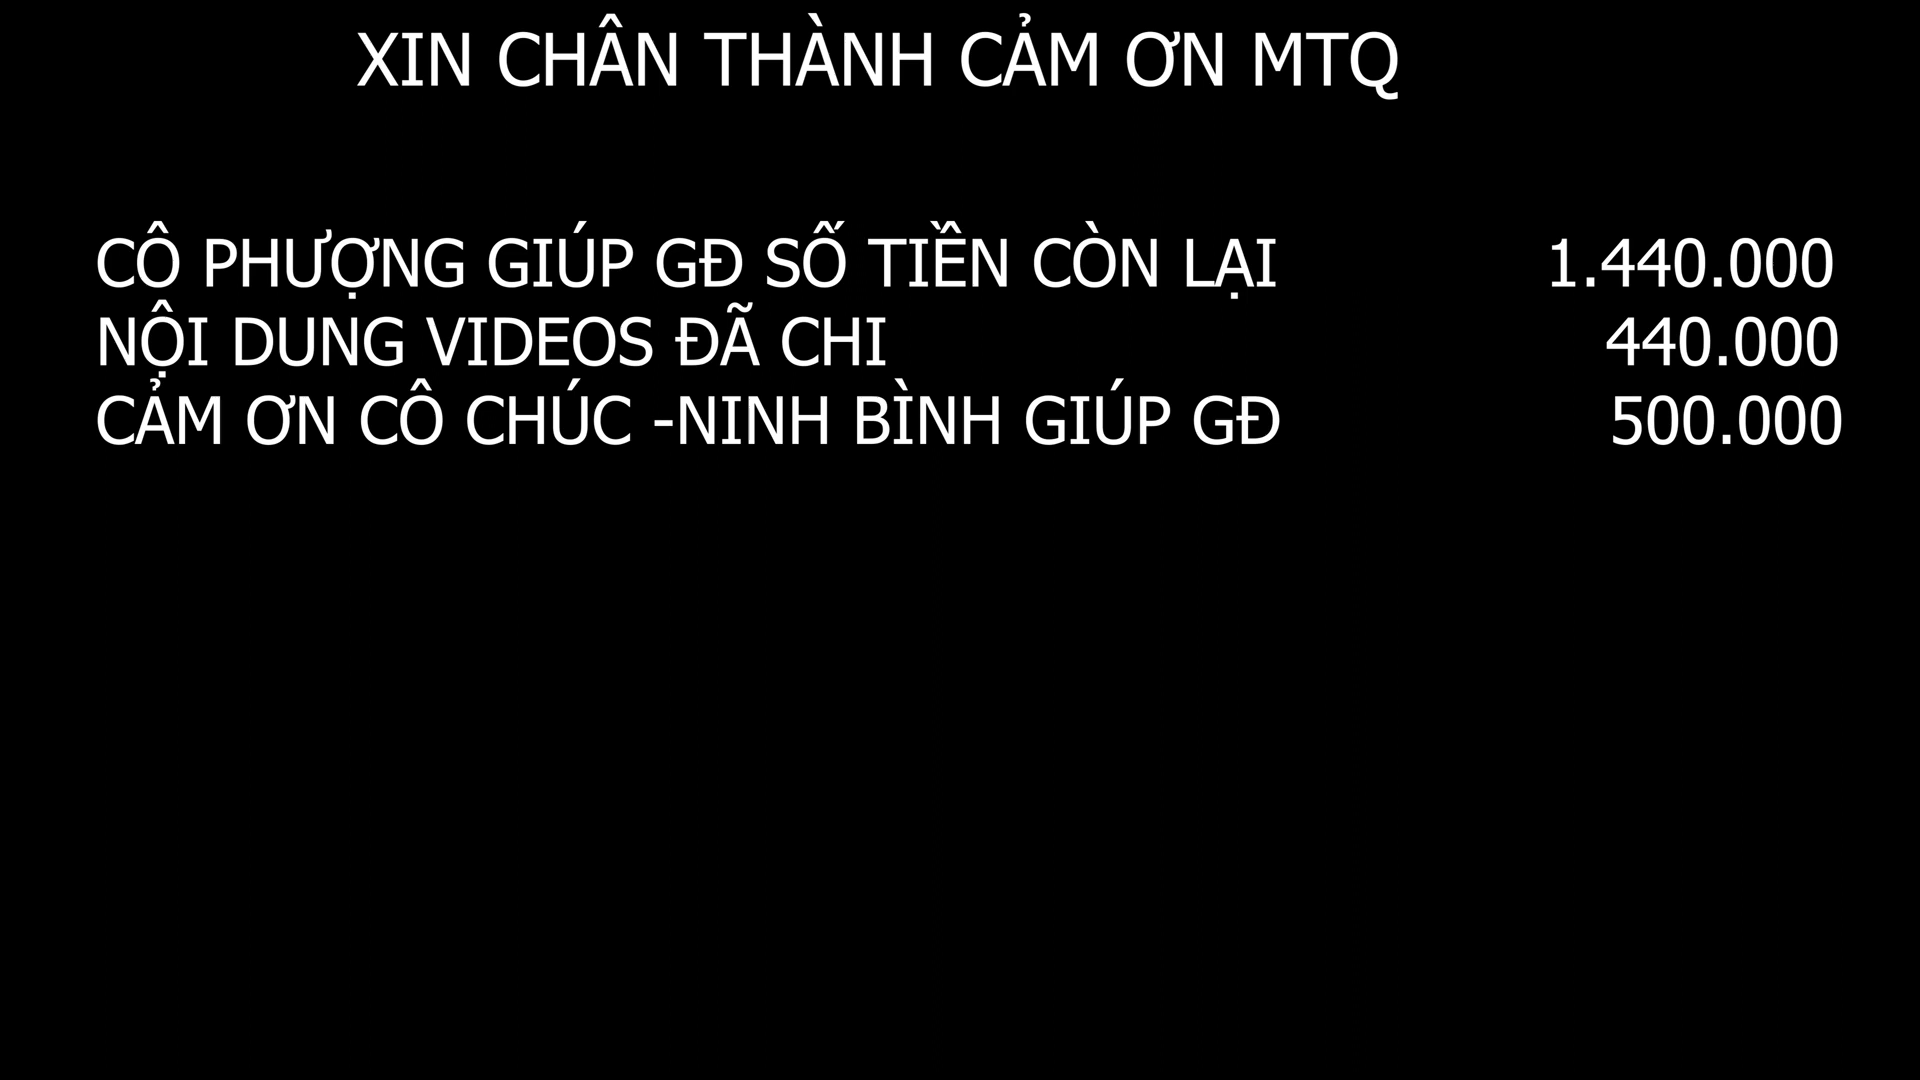 XIN CHÂN THÀNH CẢM ƠN MTQ
CÔ PHƯỢNG GIÚP GĐ SỐ TIỀN CÒN LẠI 1.440.000
NỘI DUNG VIDEOS ĐÃ CHI 440.000
CẢM ƠN CÔ CHÚC -NINH BÌNH GIÚP GĐ 500.000